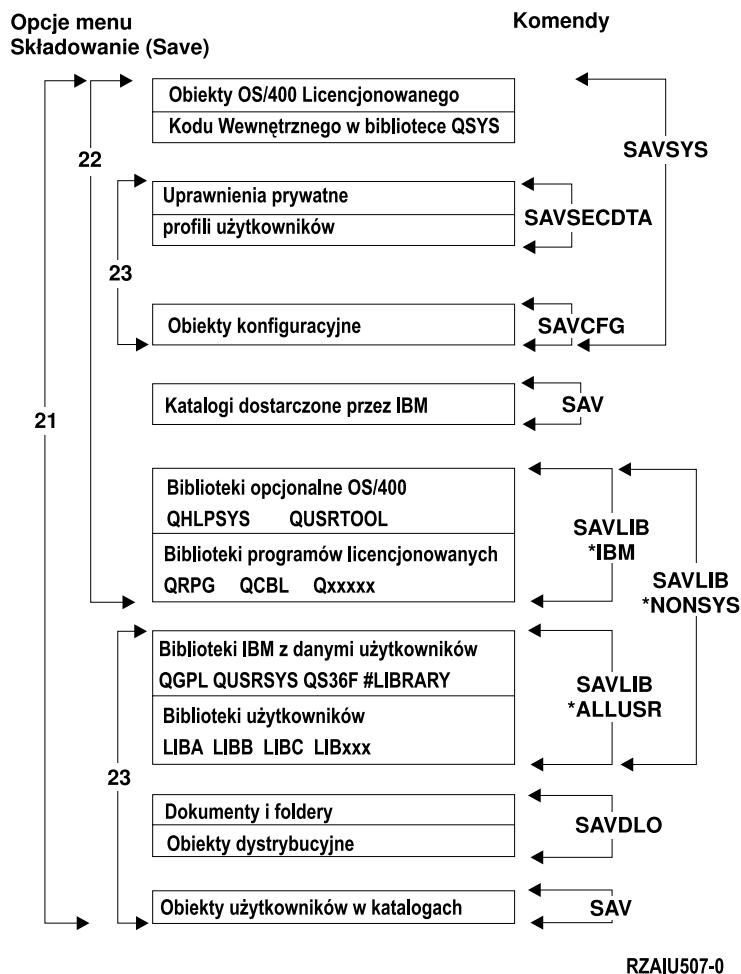 Opcje menu
Składowanie (Save)
Komendy
Obiekty OS/400 Licencjonowanego
Kodu Wewnętrznego w bibliotece QSYS
22
SAVSYS
Uprawnienia prywatne
profili użytkowników
SAVSECDTA
23
Obiekty konfiguracyjne
SAVCFG
Katalogi dostarczone przez IBM
SAV
21
Biblioteki opcjonalne OS/400
QHLPSYS QUSRTOOL
SAVLIB
*IBM
Biblioteki programów licencjonowanych
QRPG QCBL Qxxxxx
SAVLIB
*NONSYS
Biblioteki IBM z danymi użytkowników
QGPL QUSRSYS QS36F #LIBRARY
SAVLIB
*ALLUSR
Biblioteki użytkowników
LIBA LIBB LIBC LIBxxx
23
Dokumenty i foldery
Obiekty dystrybucyjne
SAVDLO
Obiekty użytkowników w katalogach
SAV
RZAIU507-0